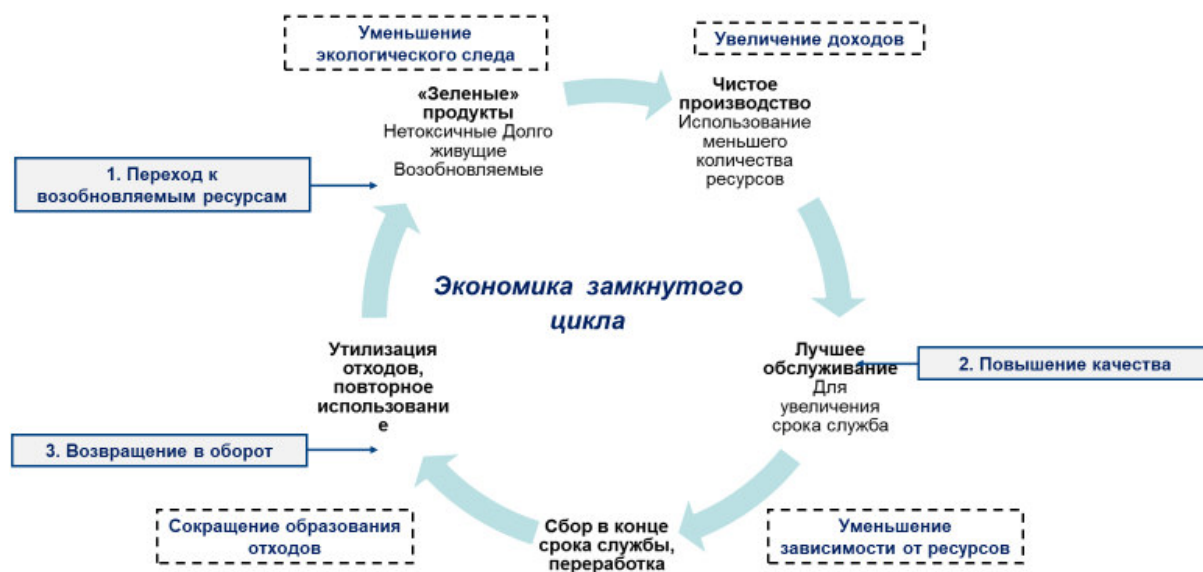 Уменьшение
экологического следа
Увеличение доходов
«Зеленые»
продукты
Нетоксичные Долго
живущие
Возобновляемые
Чистое
производство
Использование
меньшего
количества
ресурсов
1. Переход к
возобновляемым ресурсам
Экономика замкнутого
цикла
Утилизация
отходов,
повторное
использовани
е
Лучшее
обслуживание
Для
увеличения
срока служба
2. Повышение качества
3. Возвращение в оборот
Сокращение образования
отходов
Сбор в конце
срока службы,
переработка
Уменьшение
зависимости от ресурсов